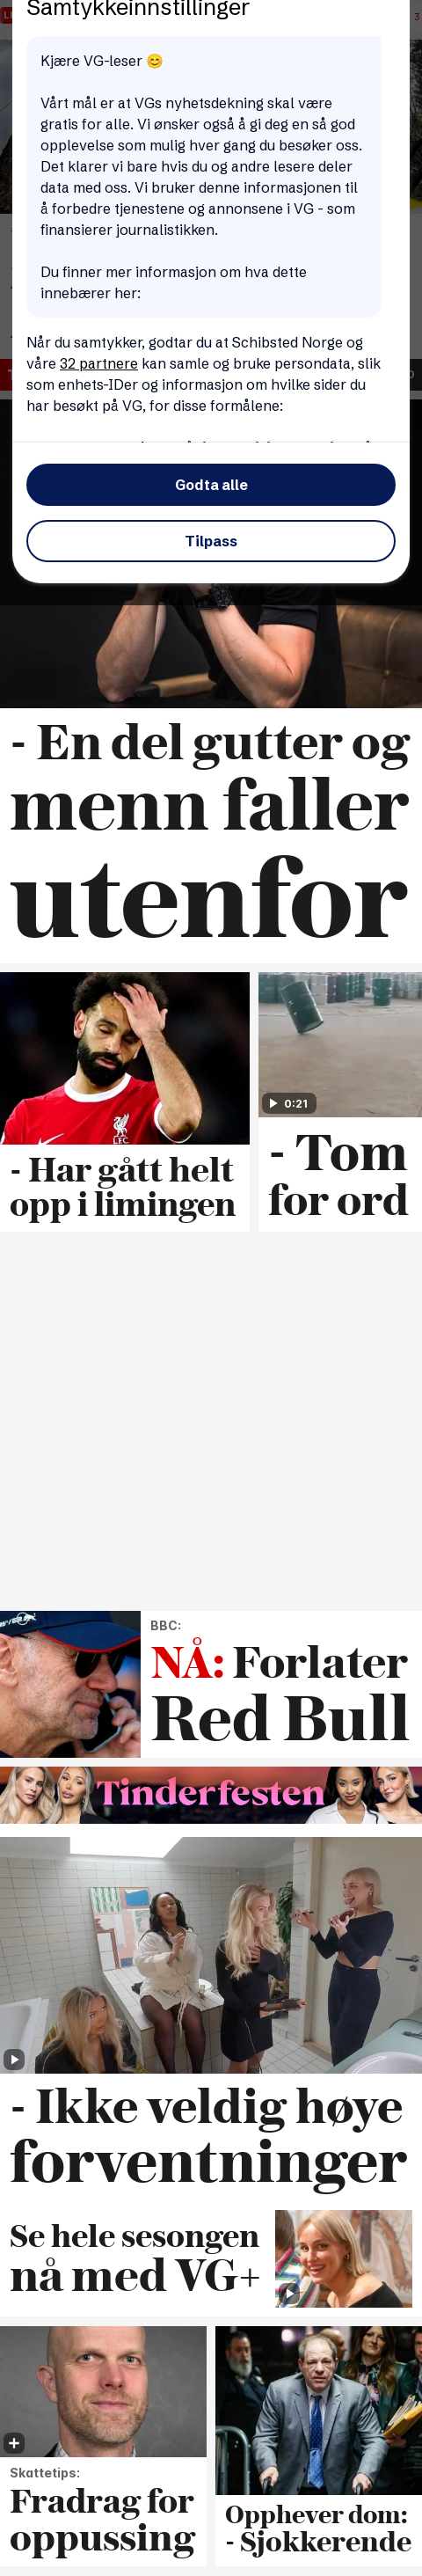 Samtykkeinnstillinger
Kjære VG-leser 😊
Vårt mål er at VGs nyhetsdekning skal være
gratis for alle. Vi ønsker også å gi deg en så god
opplevelse som mulig hver gang du besøker oss.
Det klarer vi bare hvis du og andre lesere deler
data med oss. Vi bruker denne informasjonen til
å forbedre tjenestene og annonsene i VG - som
finansierer journalistikken.
Du finner mer informasjon om hva dette
innebærer her:
Når du samtykker, godtar du at Schibsted Norge og
våre 32 partnere kan samle og bruke persondata, slik
som enhets-IDer og informasjon om hvilke sider du
har besøkt på VG, for disse formålene:
Godta alle
Tilpass
- En del gutter og
menn faller
utenfor
LFC
- Har gått helt
opp i limingen
0:21
- Tom
for ord
BBC:
NÅ: Forlater
Red Bull
Tinderfesten
- Ikke veldig høye
forventninger
Se hele sesongen
nå med VG+
Skattetips:
Fradrag for
oppussing
Opphever dom:
- Sjokkerende